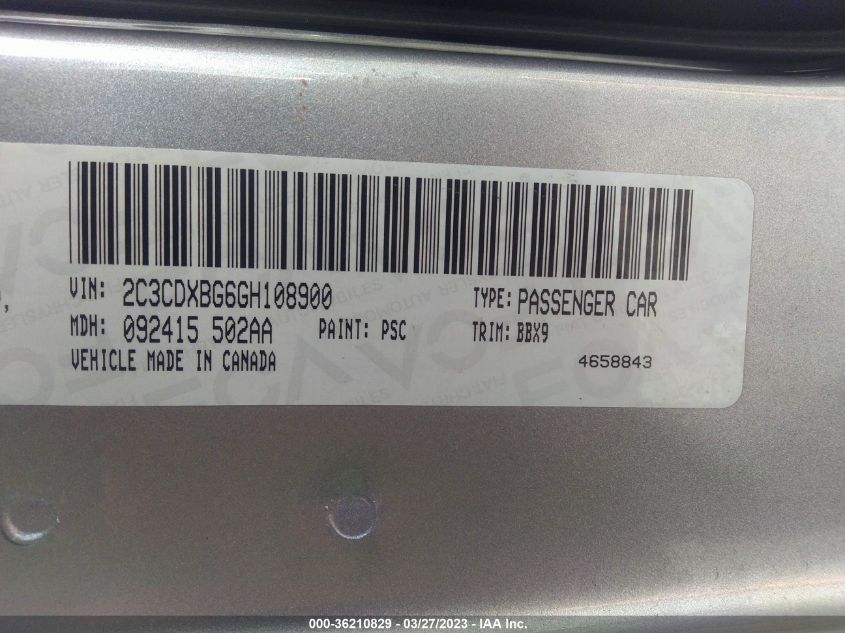 VIN: 2C3CDXBG6GH108900 TYPE: PASSENGER CAR
MDH: 092415 502AA PAINT: PSC TRIM: BBX9
VEHICLE MADE IN CANADA 4658843
000-36210829 - 03/27/2023 - © IAA Inc.